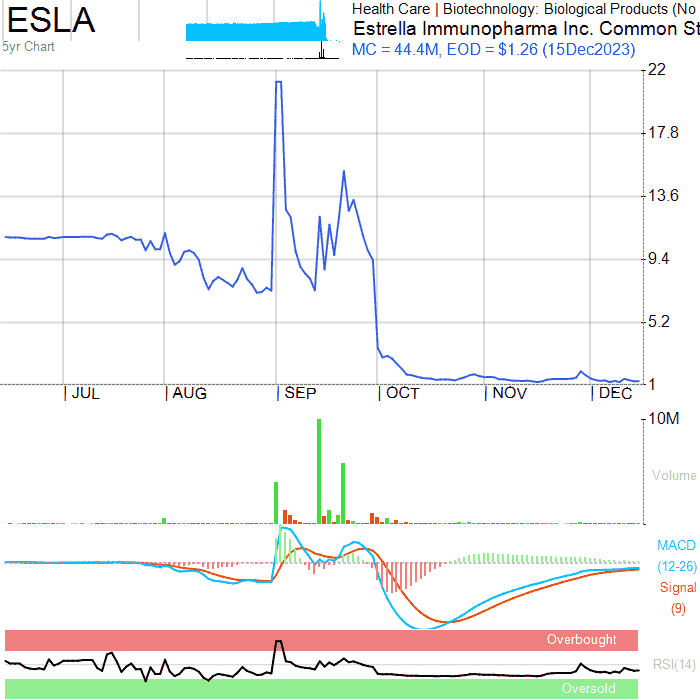 ESLA
5yr Chart
Health Care | Biotechnology: Biological Products (No
Estrella Immunopharma Inc. Common St
MC = 44.4M, EOD = $1.26 (15Dec2023)
22
17.8
13.6
9.4
5.2
1
JUL AUG SEP OCT NOV DEC
10M
Volume
MACD
(12-26)
Signal
(9)
Overbought
RSI(14)
Oversold